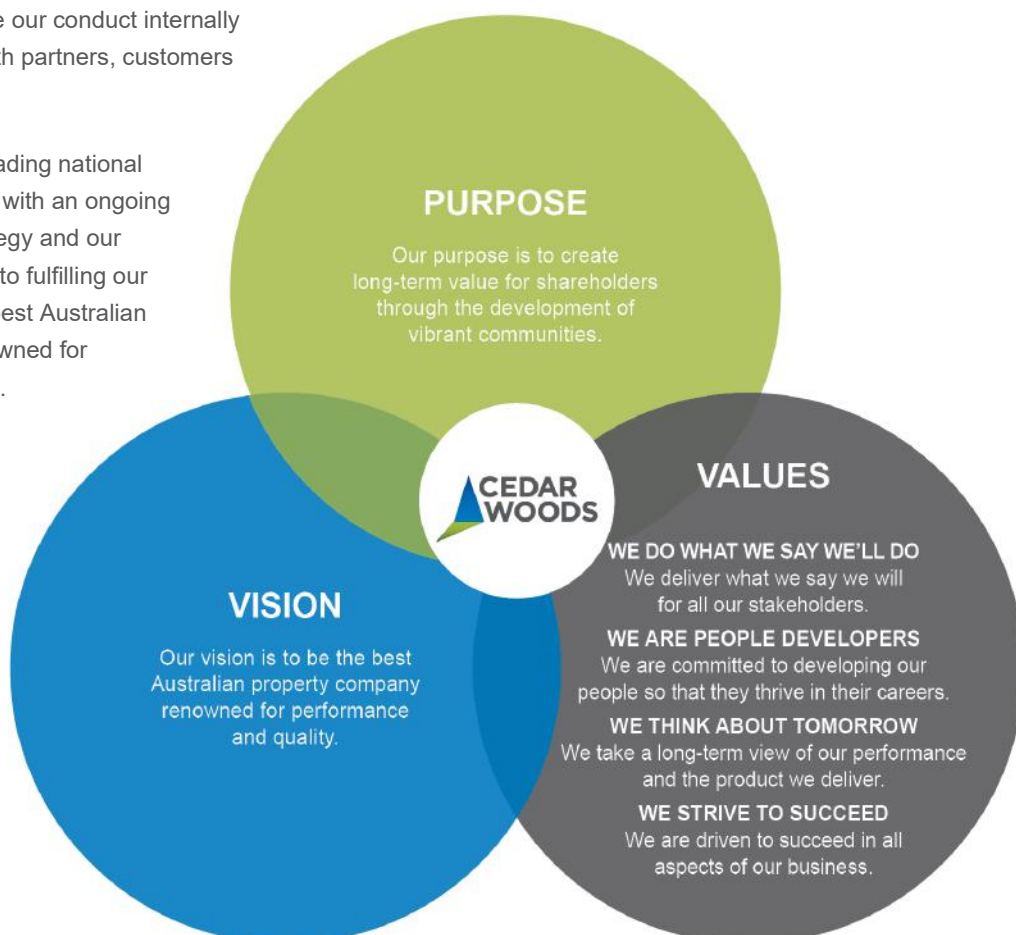 e our conduct internally
th partners, customers
ading national
with an ongoing
egy and our
to fulfilling our
est Australian
wned for
.
PURPOSE
Our purpose is to create
long-term value for shareholders
through the development of
vibrant communities.
CEDAR
WOODS
VISION
Our vision is to be the best
Australian property company
renowned for performance
and quality.
VALUES
WE DO WHAT WE SAY WE'LL DO
We deliver what we say we will
for all our stakeholders.
WE ARE PEOPLE DEVELOPERS
We are committed to developing our
people so that they thrive in their careers.
WE THINK ABOUT TOMORROW
We take a long-term view of our performance
and the product we deliver.
WE STRIVE TO SUCCEED
We are driven to succeed in all
aspects of our business.